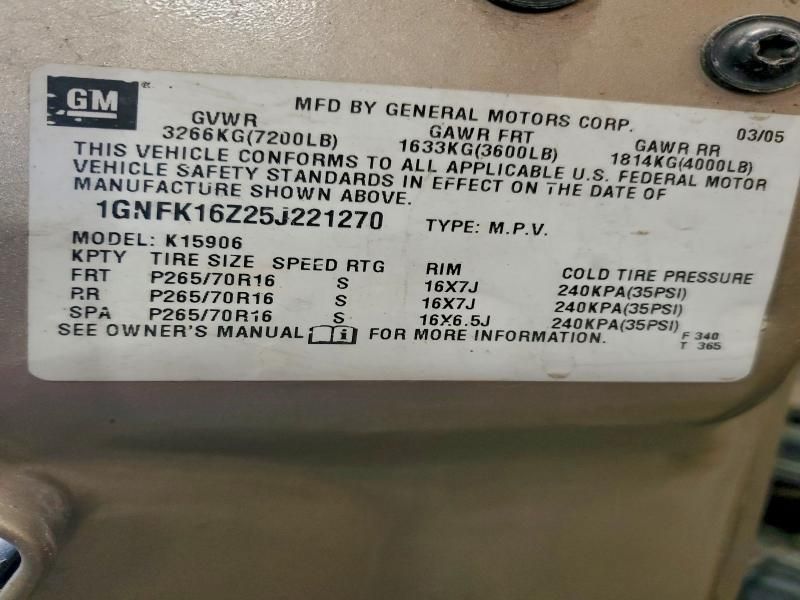 GM® MFD BY GENERAL MOTORS CORP. 03/05
GVWR GAWR FRT GAWR RR
3266KG(7200LB) 1633KG(3600LB) 1814KG(4000LB)
THIS VEHICLE CONFORMS TO ALL APPLICABLE U.S. FEDERAL MOTOR
VEHICLE SAFETY STANDARDS IN EFFECT ON THE DATE OF
MANUFACTURE SHOWN ABOVE.
1GNFK16Z25J221270 TYPE: M.P.V.
MODEL: K15906
KPTY TIRE SIZE SPEED RTG RIM COLD TIRE PRESSURE
FRT P265/70R16 S 16X7J 240KPA(35PSI)
RR P265/70R16 S 16X7J 240KPA(35PSI)
SPA P265/70R16 S 16X6.5J 240KPA(35PSI)
SEE OWNER'S MANUAL i FOR MORE INFORMATION. F 340
T 365